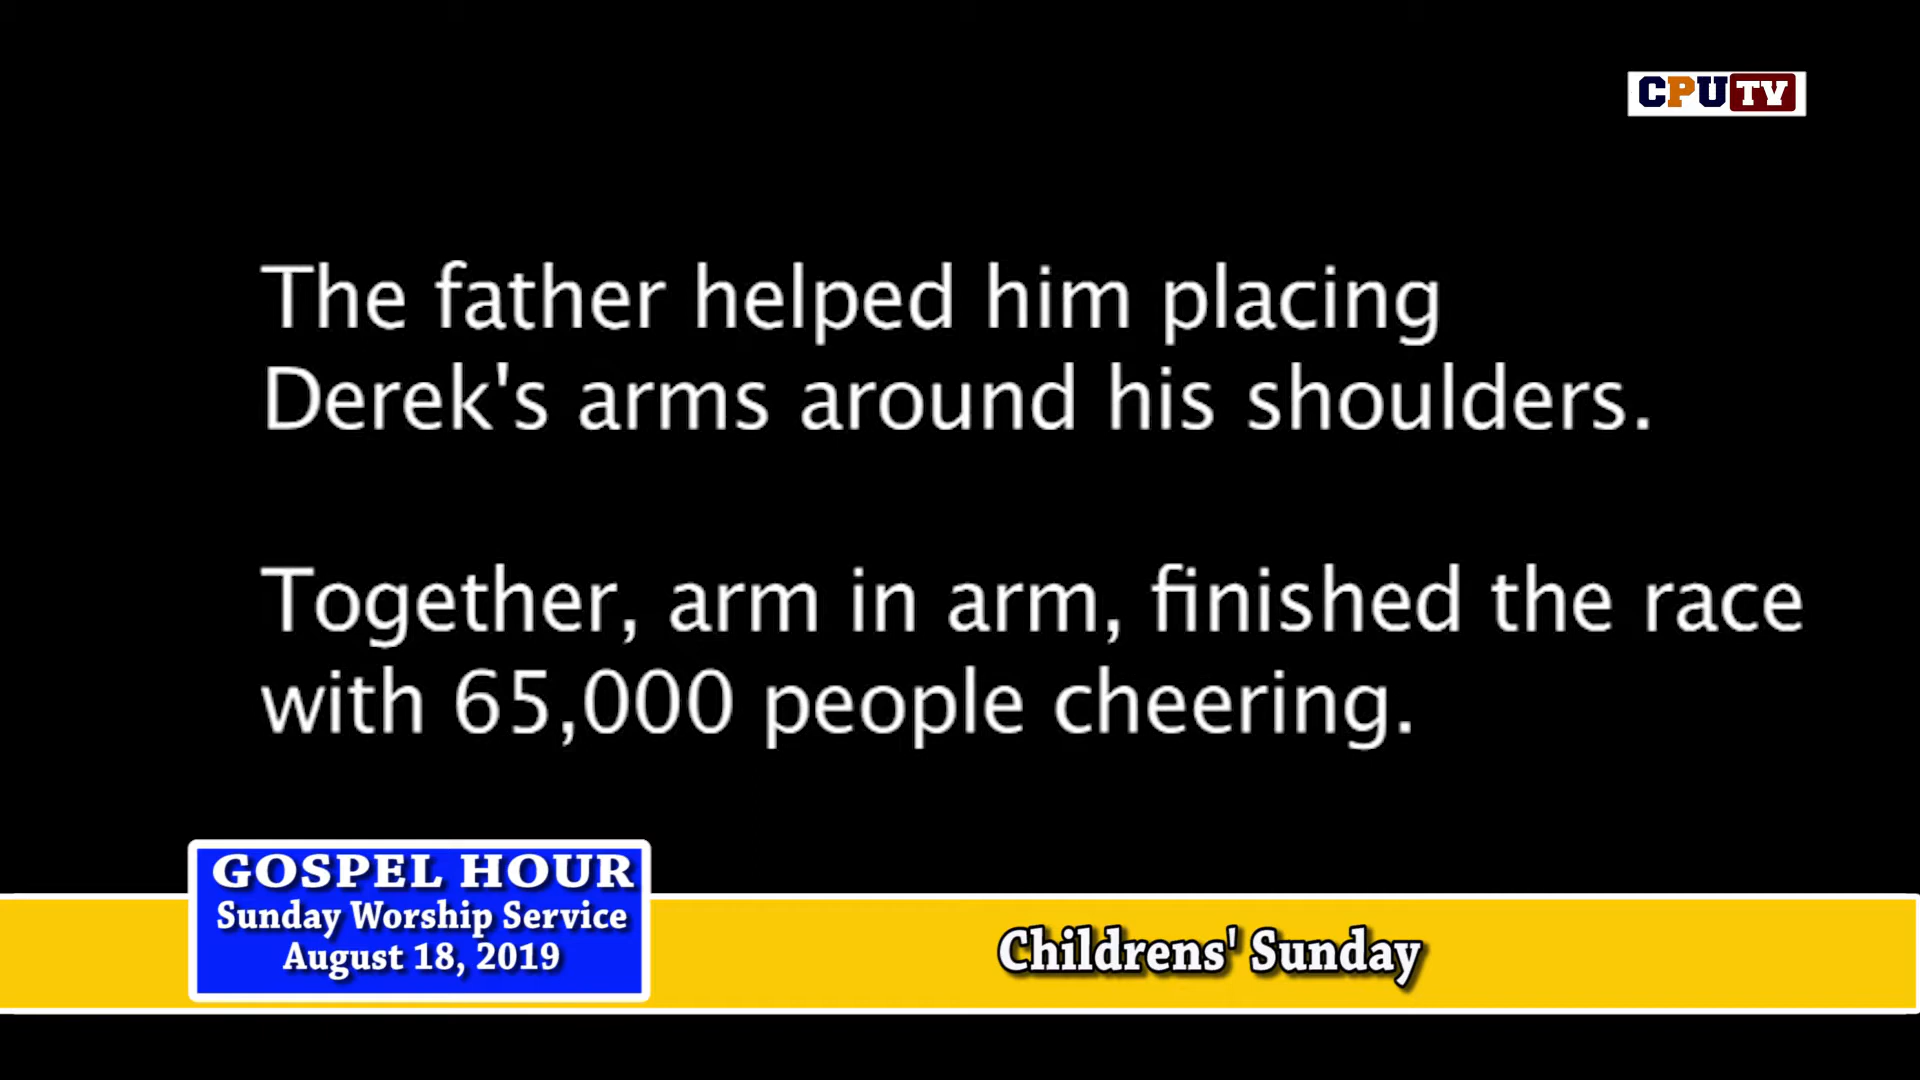 CPUTV
The father helped him placing
Derek's arms around his shoulders.
Together, arm in arm, finished the race
with 65,000 people cheering.
GOSPEL HOUR
Sunday Worship Service
August 18, 2019
Childrens' Sunday